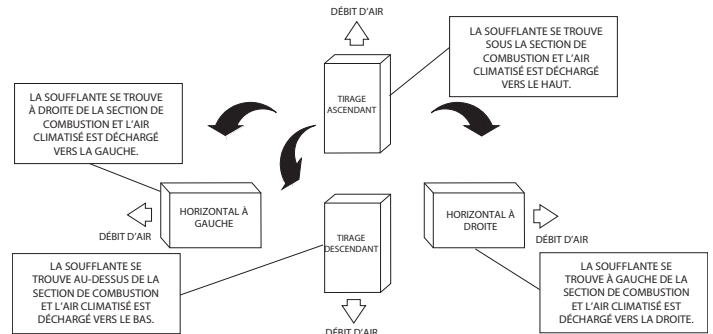 DÉBIT D'AIR
LA SOUFFLANTE SE TROUVE
SOUS LA SECTION DE
COMBUSTION ET L'AIR
CLIMATISÉ EST DÉCHARGÉ
VERS LE HAUT.
TIRAGE
ASCENDANT
LA SOUFFLANTE SE TROUVE
À DROITE DE LA SECTION DE
COMBUSTION ET L'AIR
CLIMATISÉ EST DÉCHARGÉ
VERS LA GAUCHE.
HORIZONTAL À
GAUCHE
DÉBIT D'AIR
TIRAGE
DESCENDANT
HORIZONTAL À
DROITE
DÉBIT D'AIR
LA SOUFFLANTE SE
TROUVE AU-DESSUS DE LA
SECTION DE COMBUSTION
ET L'AIR CLIMATISÉ EST
DÉCHARGÉ VERS LE BAS.
LA SOUFFLANTE SE
TROUVE À GAUCHE DE LA
SECTION DE COMBUSTION
ET L'AIR CLIMATISÉ EST
DÉCHARGÉ VERS LA DROITE.
DÉBIT D'AIR